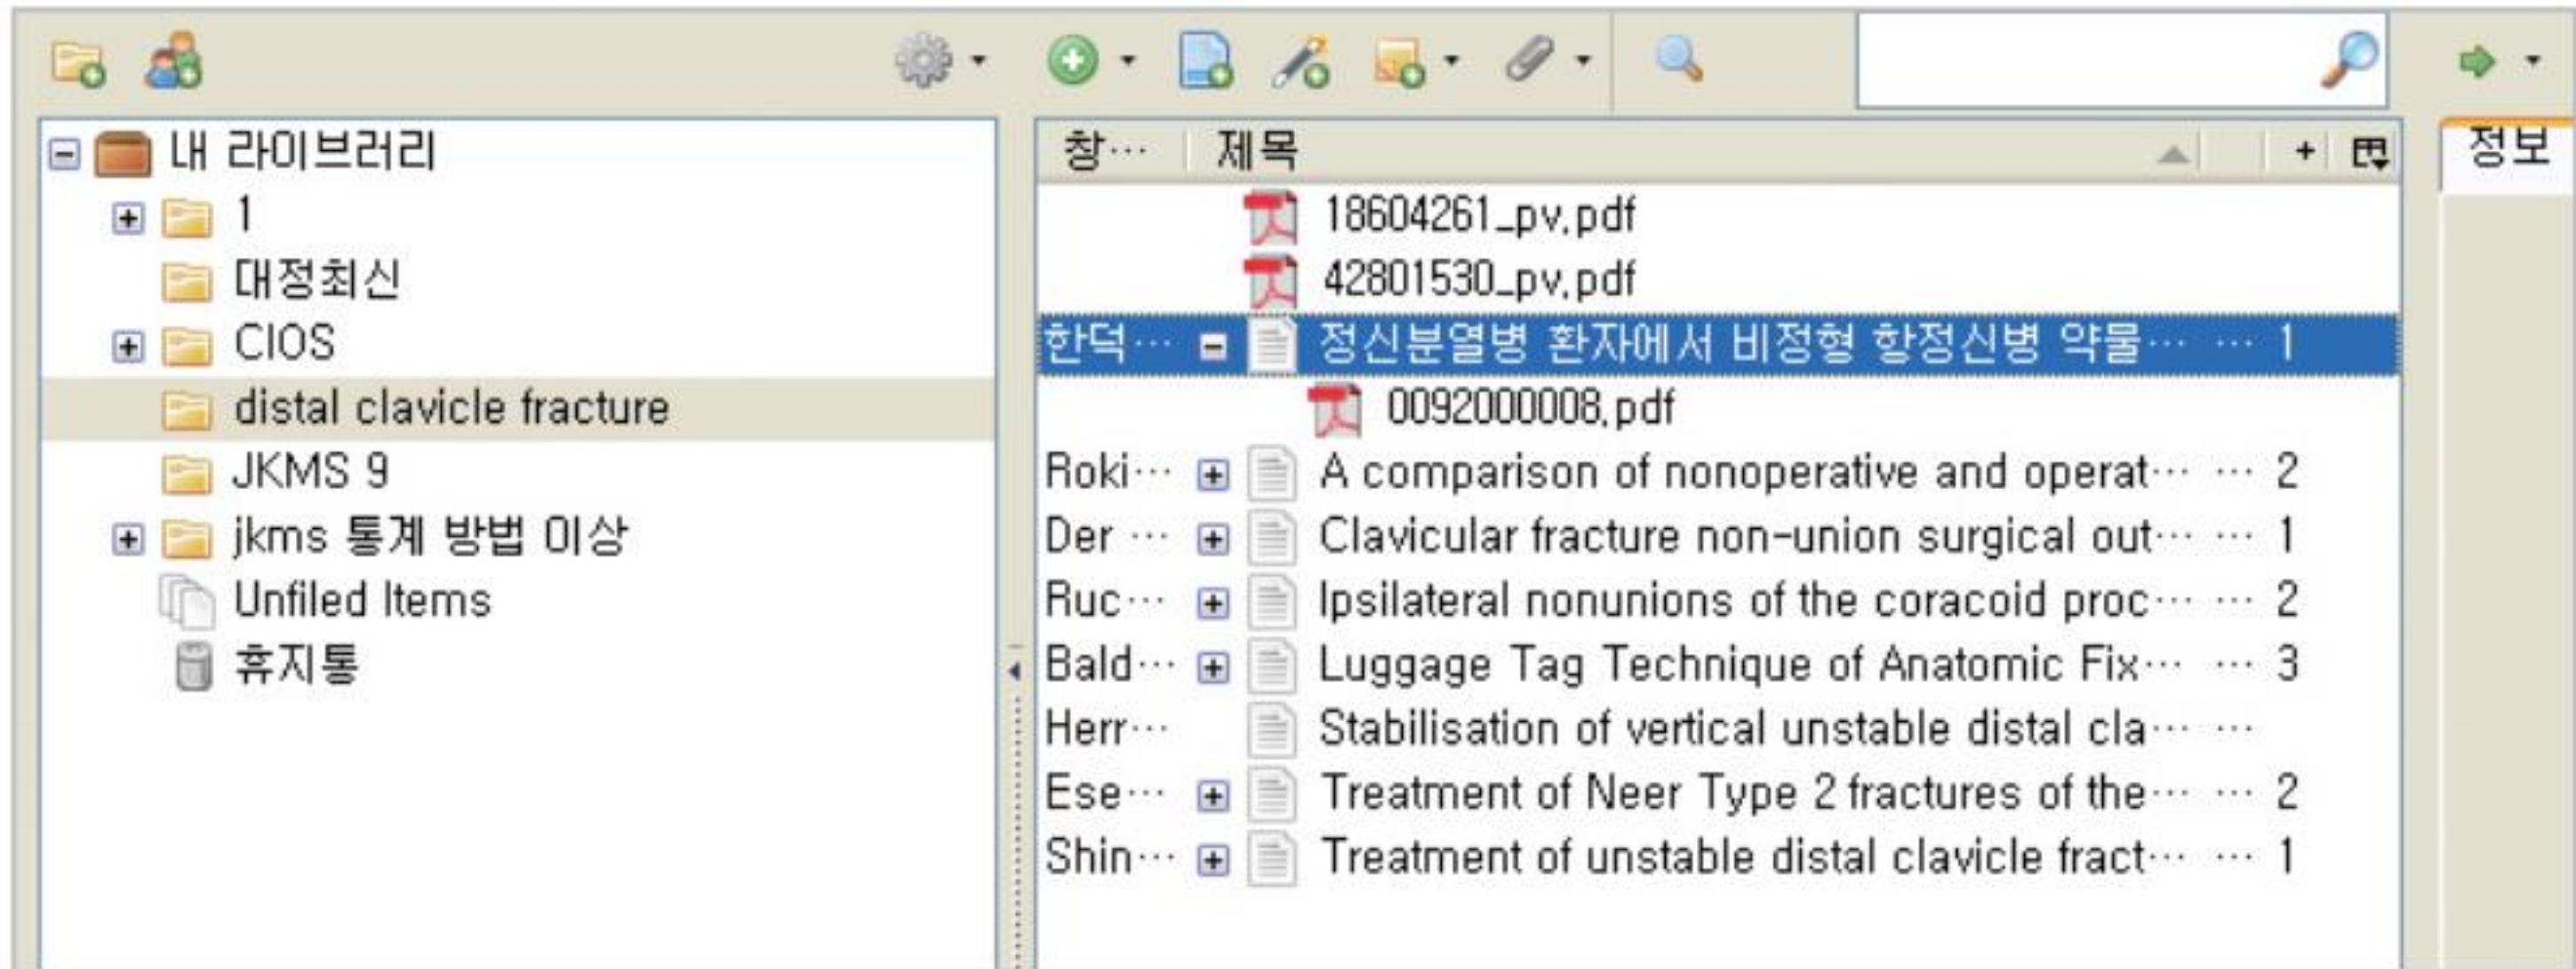 내 라이브러리
1
대정최신
CIOS
distal clavicle fracture
JKMS 9
jkms 통계 방법 이상
Unfiled Items
휴지통
창… 제목 +
18604261_pv.pdf
42801530_pv.pdf
한덕… 정신분열병 환자에서 비정형 항정신병 약물… … 1
0092000008.pdf
Roki… A comparison of nonoperative and operat… … 2
Der … Clavicular fracture non-union surgical out… … 1
Ruc… Ipsilateral nonunions of the coracoid proc… … 2
Bald… Luggage Tag Technique of Anatomic Fix… … 3
Herr… Stabilisation of vertical unstable distal cla… …
Ese… Treatment of Neer Type 2 fractures of the… … 2
Shin… Treatment of unstable distal clavicle fract… … 1
정보